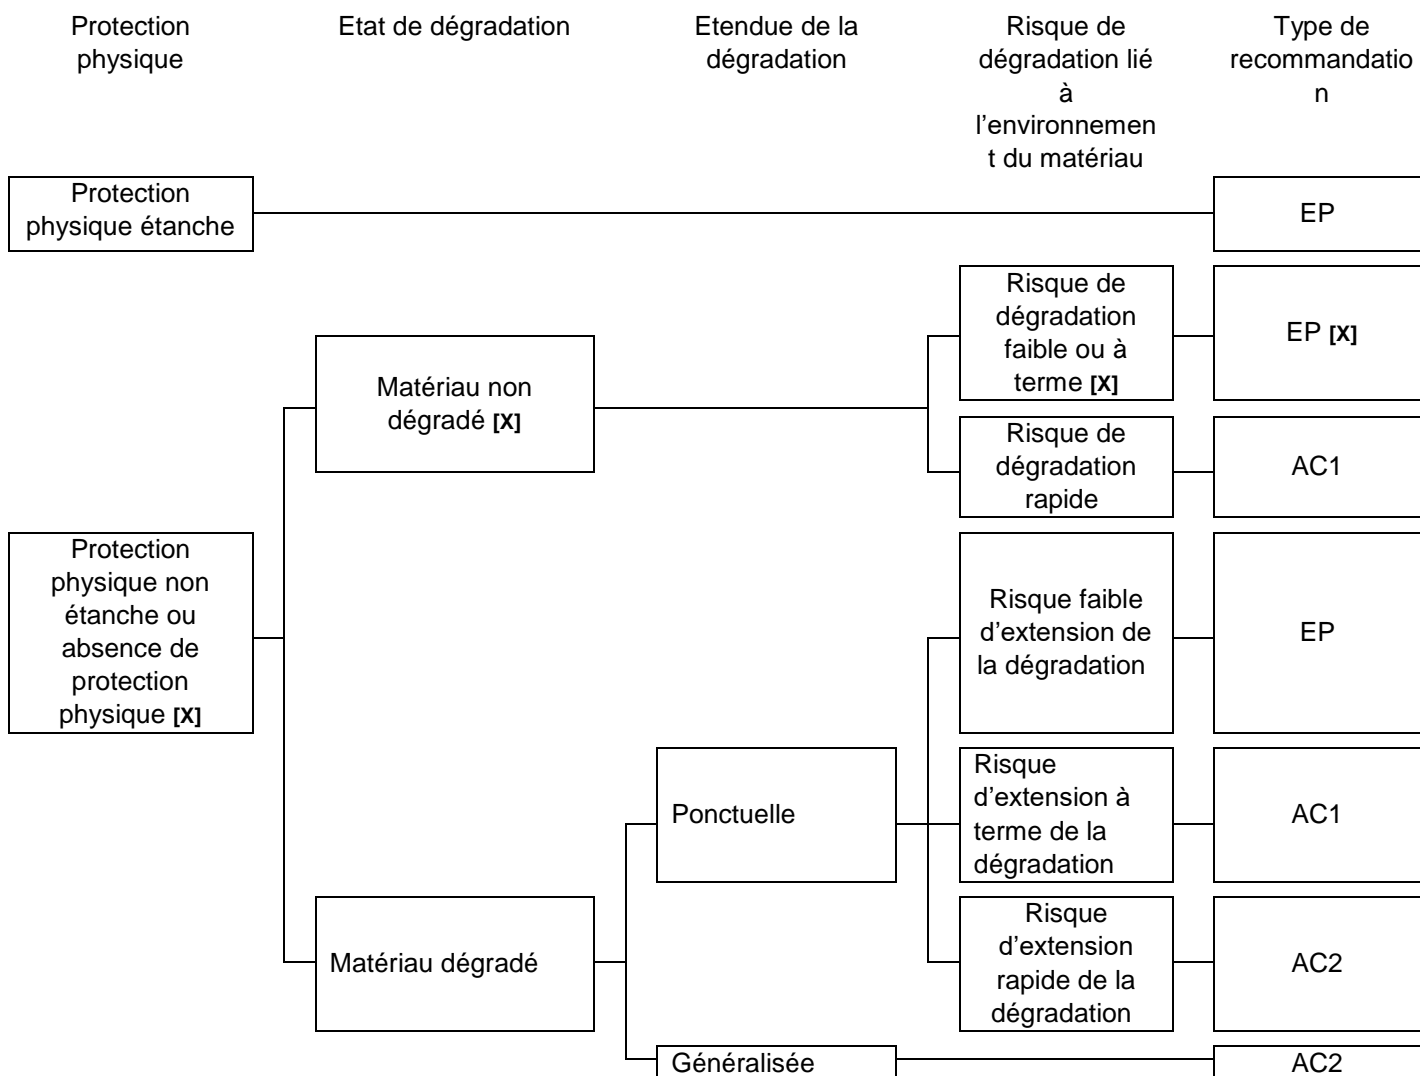 Protection
physique
Etat de dégradation
Etendue de la
dégradation
Risque de
dégradation lié
à
l’environnemen
t du matériau
Type de
recommandatio
n
Protection
physique étanche
EP
Risque de
dégradation
faible ou à
terme [X]
EP [X]
Matériau non
dégradé [X]
Risque de
dégradation
rapide
AC1
Protection
physique non
étanche ou
absence de
protection
physique [X]
Risque faible
d’extension de
la dégradation
EP
Ponctuelle
Risque
d’extension à
terme de la
dégradation
AC1
Matériau dégradé
Risque
d’extension
rapide de la
dégradation
AC2
Généralisée
AC2